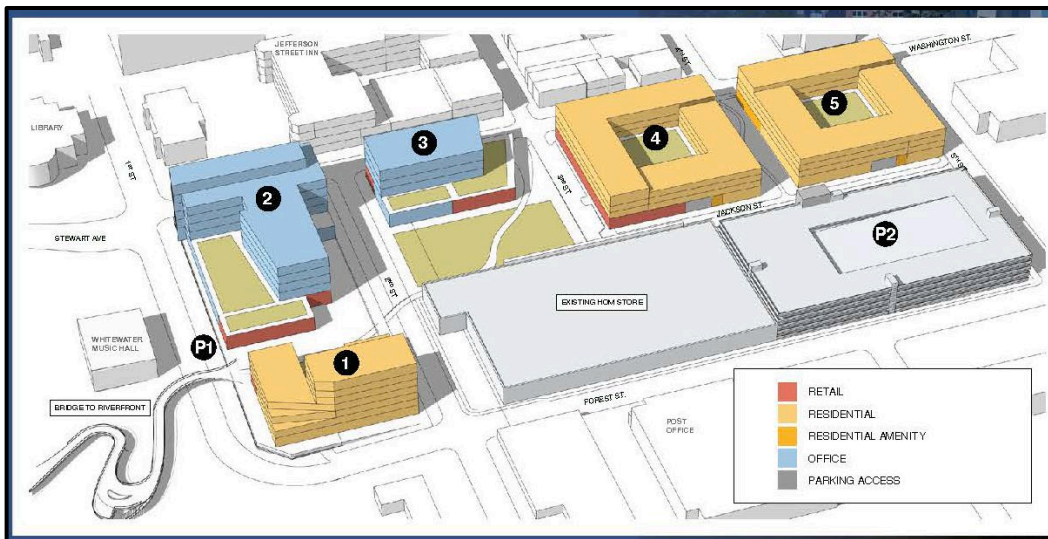 JEFFERSON
STREET INN
4TH ST.
WASHINGTON ST.
LIBRARY
1ST ST.
3
4
5
2
3RD ST.
5TH ST.
JACKSON ST.
STEWART AVE
P2
2ND ST.
EXISTING HOM STORE
WHITEWATER
MUSIC HALL
P1
1
BRIDGE TO RIVERFRONT
FOREST ST.
POST
OFFICE
RETAIL
RESIDENTIAL
RESIDENTIAL AMENITY
OFFICE
PARKING ACCESS